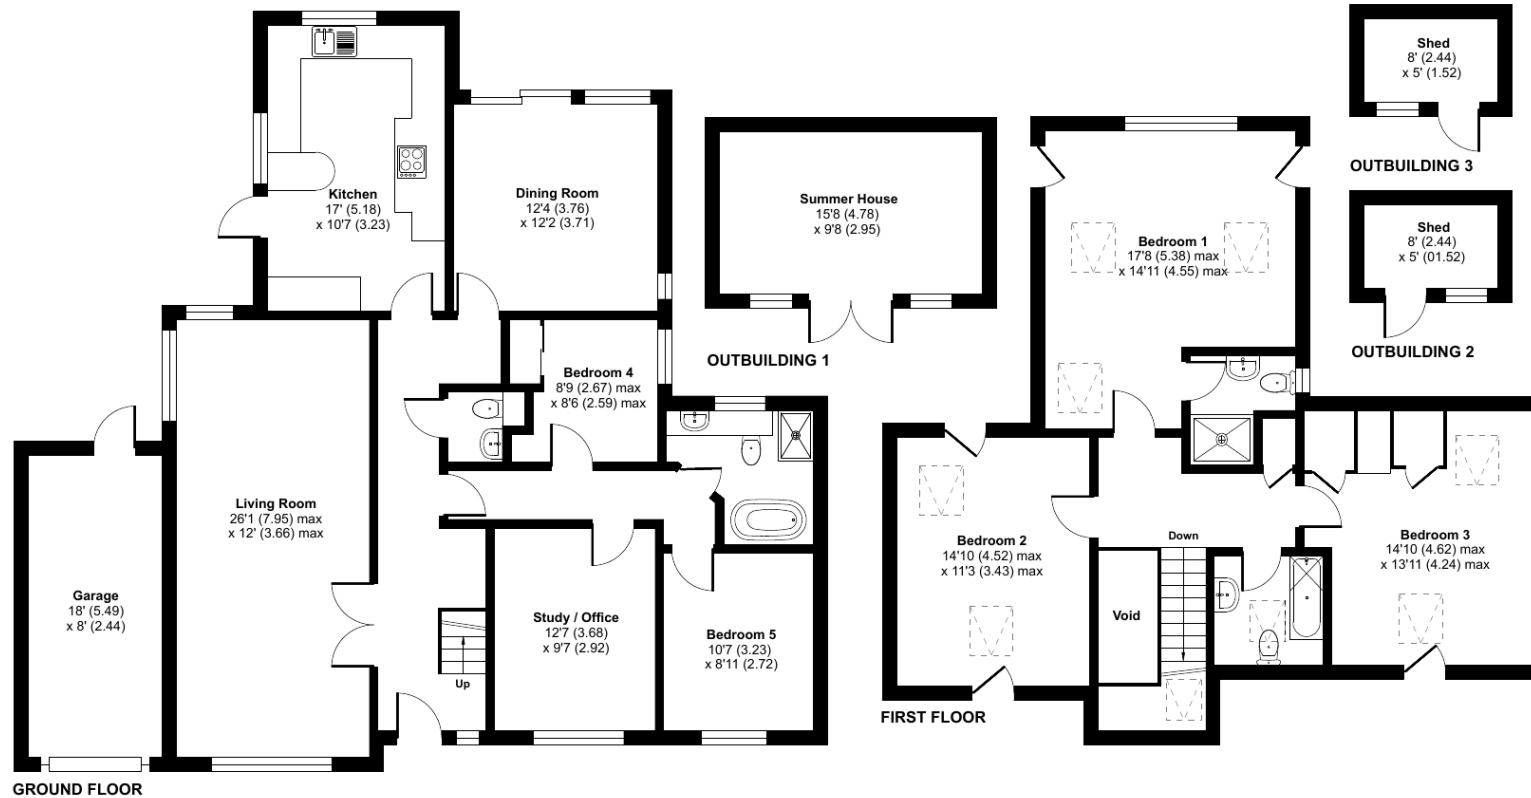 Kitchen
17' (5.18)
x 10'7 (3.23)
Dining Room
12'4 (3.76)
x 12'2 (3.71)
Bedroom 4
8'9 (2.67) max
x 8'6 (2.59) max
Living Room
26'1 (7.95) max
x 12' (3.66) max
Garage
18' (5.49)
x 8' (2.44)
Study / Office
12'7 (3.68)
x 9'7 (2.92)
Bedroom 5
10'7 (3.23)
x 8'11 (2.72)
Up
GROUND FLOOR
Summer House
15'8 (4.78)
x 9'8 (2.95)
OUTBUILDING 1
Bedroom 1
17'8 (5.38) max
x 14'11 (4.55) max
Bedroom 2
14'10 (4.52) max
x 11'3 (3.43) max
Down
Void
Bedroom 3
14'10 (4.62) max
x 13'11 (4.24) max
FIRST FLOOR
Shed
8' (2.44)
x 5' (1.52)
OUTBUILDING 3
Shed
8' (2.44)
x 5' (01.52)
OUTBUILDING 2